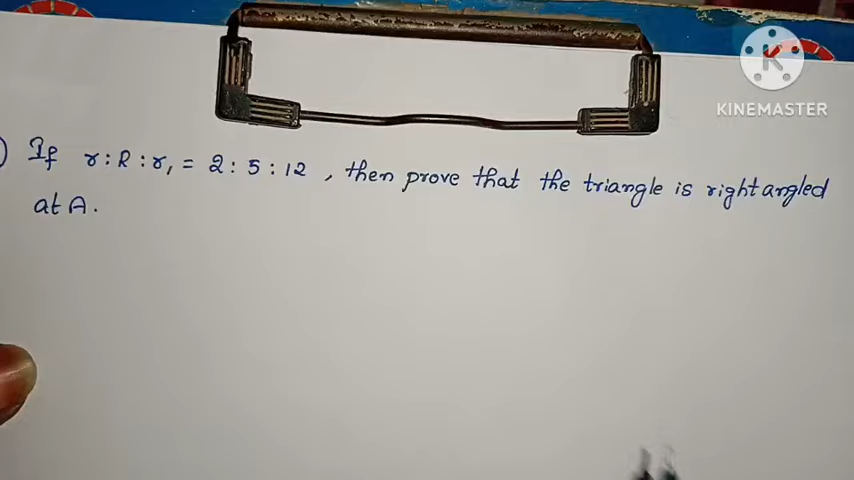 KINEMASTER
) If r : R : r₁ = 2 : 5 : 12 , then prove that the triangle is right angled
at A.